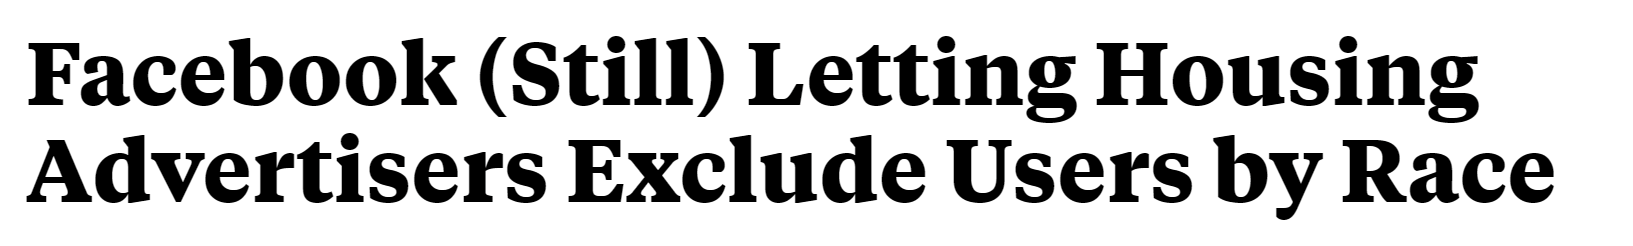 Facebook (Still) Letting Housing
Advertisers Exclude Users by Race